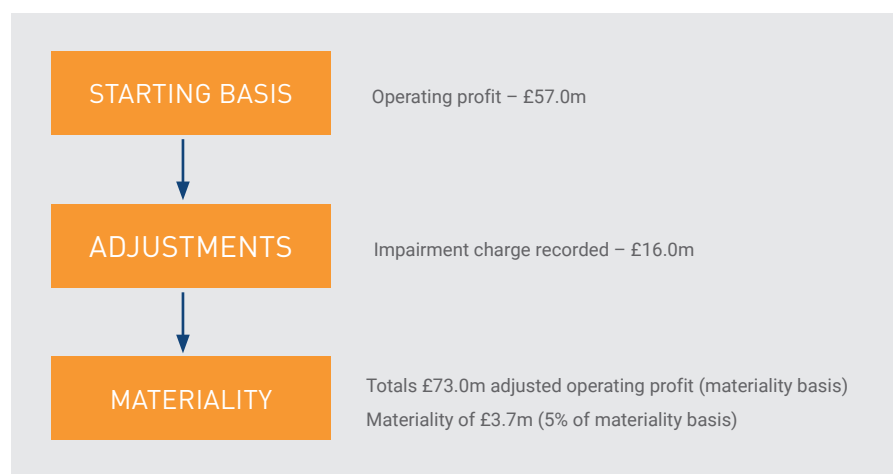 STARTING BASIS
Operating profit – £57.0m
ADJUSTMENTS
Impairment charge recorded – £16.0m
MATERIALITY
Totals £73.0m adjusted operating profit (materiality basis)
Materiality of £3.7m (5% of materiality basis)